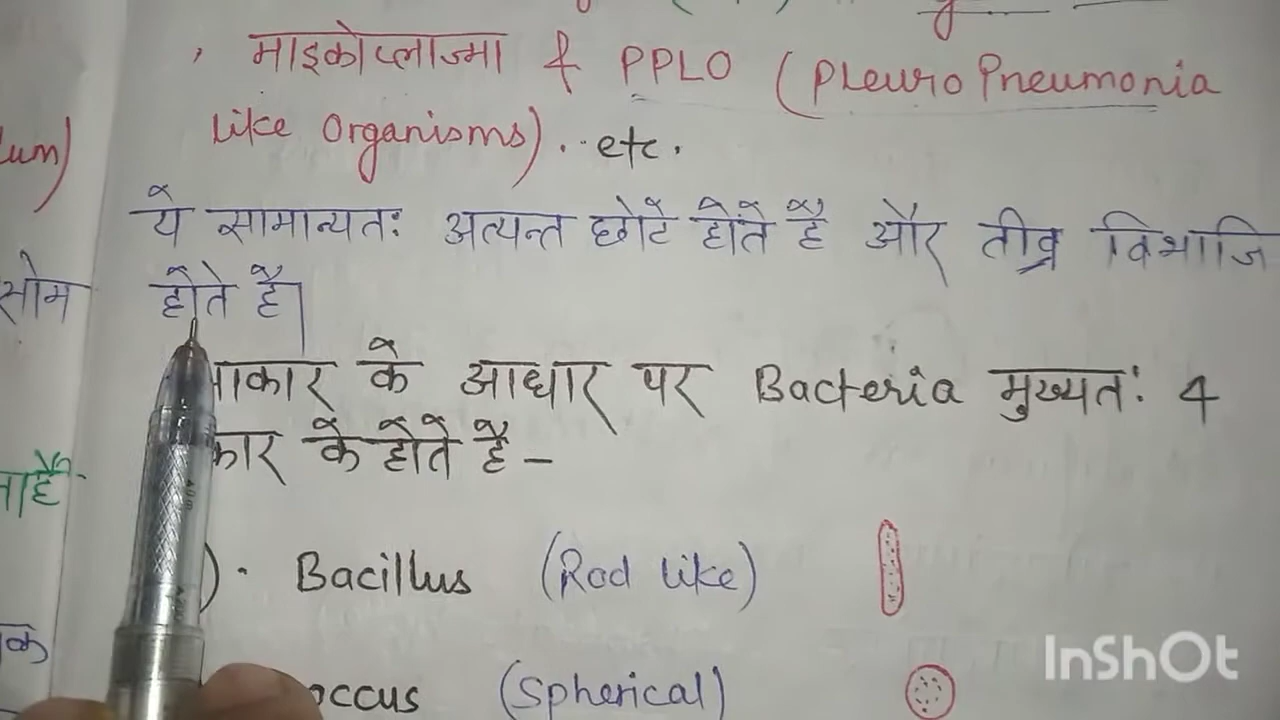 , माइकोप्लाज्मा & PPLO (Pleuro Pneumonia
like Organisms). . etc.
lum)
ये सामान्यतः अत्यन्त छोटे होते है और तीव्र विभाजि
सोम
होते है।
आकार के आधार पर Bacteria मुख्यतः 4
कार के होते है –
ाहै.
). Bacillus (Rod like)
के
occus (Spherical)
InShOt